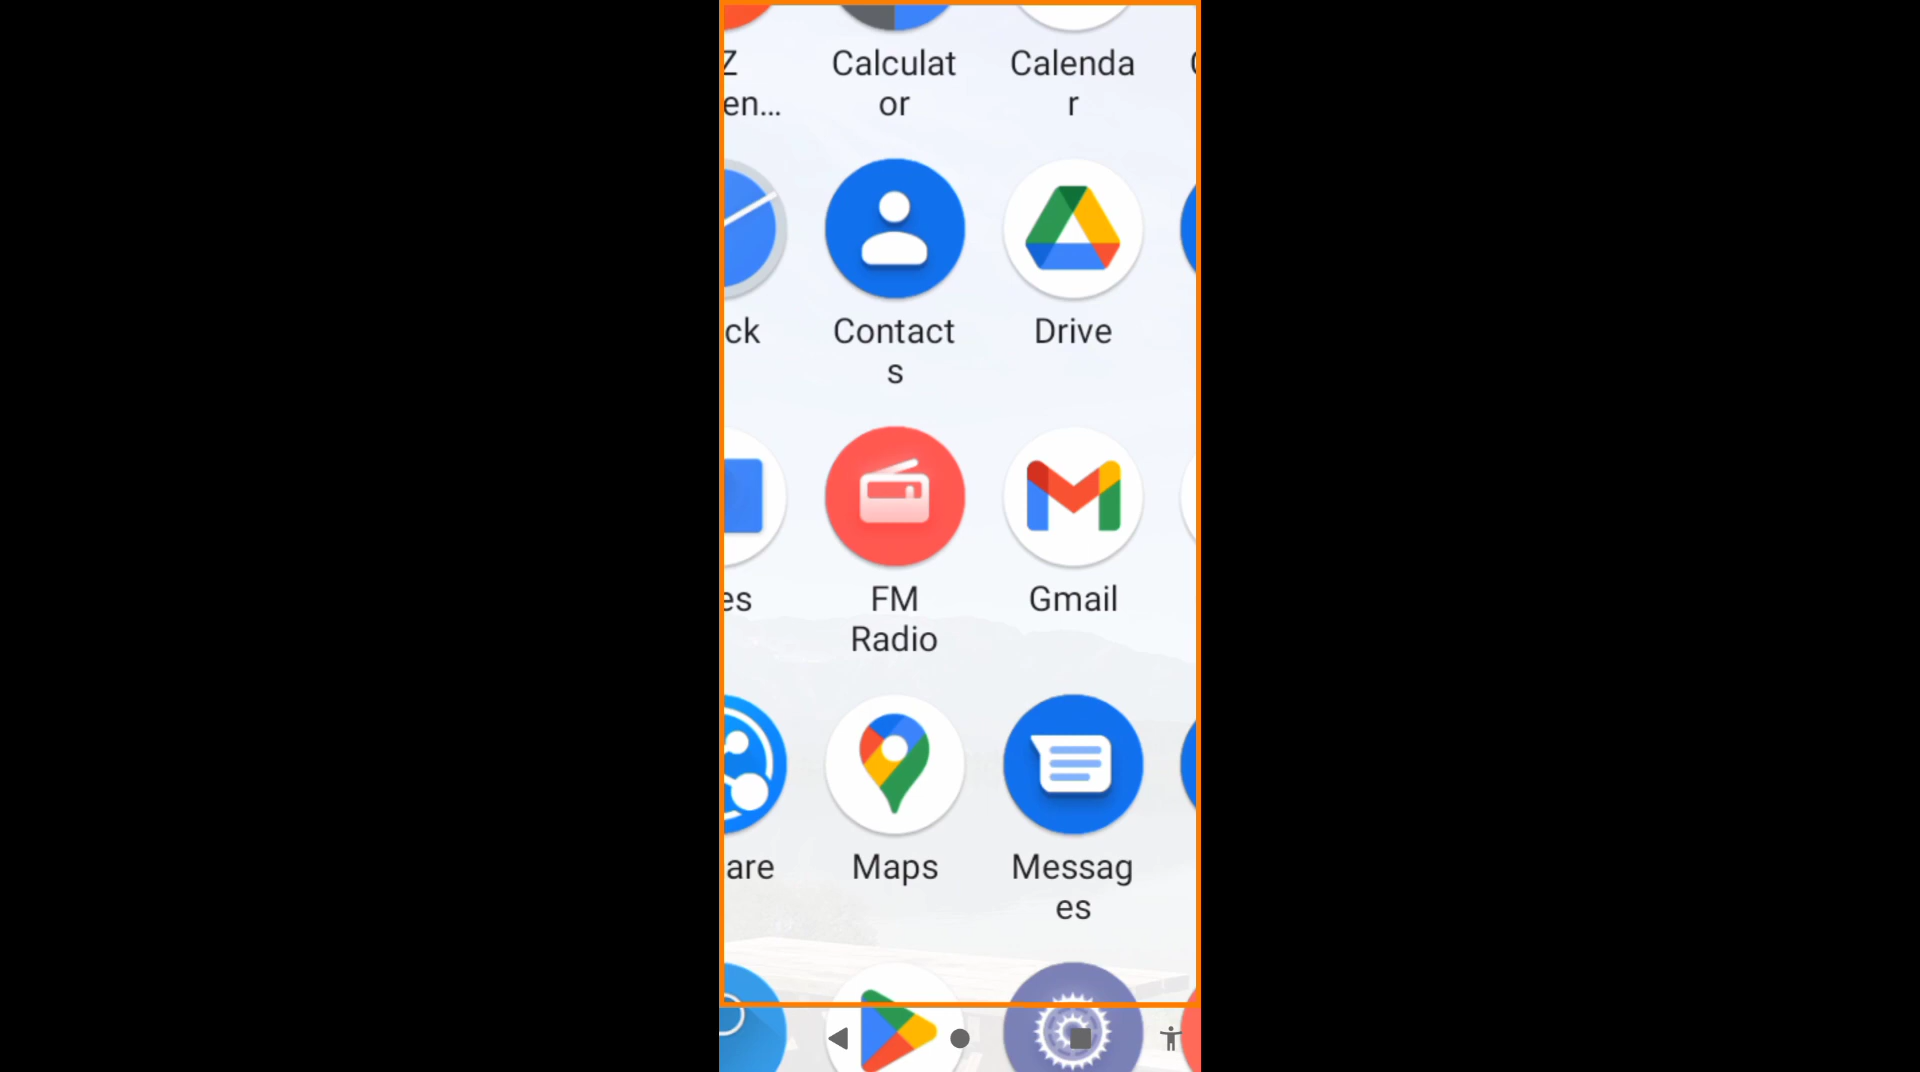 Z Calculat Calenda
en... or r
ck Contact Drive
s
es FM Gmail
Radio
are Maps Messag
es